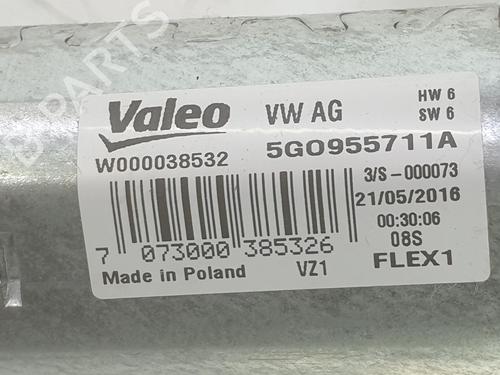 B-PARTS
Valeo
VW AG
HW 6
SW 6
W000038532
5G0955711A
3/S-000073
21/05/2016
00:30:06
08S
FLEX1
7 073000 385326
Made in Poland
VZ1